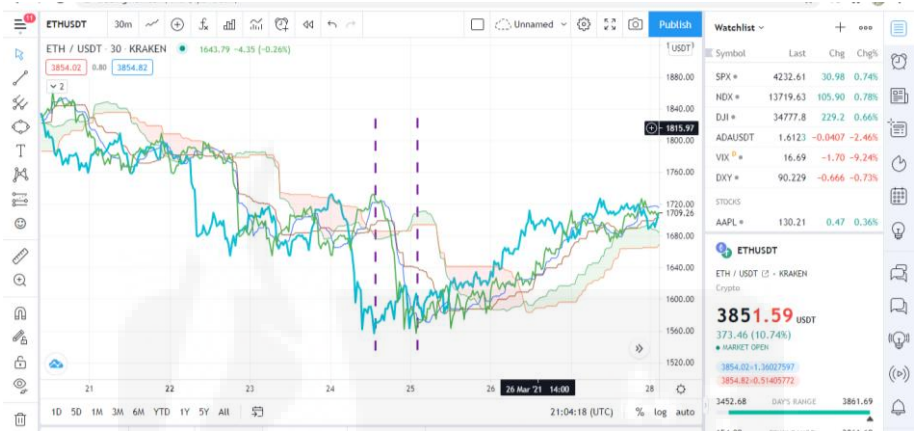 11
ETHUSDT 30m Unnamed Publish
Watchlist
ETH / USDT · 30 · KRAKEN 1643.79 −4.35 (−0.26%)
USDT
3854.02 0.80 3854.82
2
Symbol Last Chg Chg%
SPX 4232.61 30.98 0.74%
NDX 13719.63 105.90 0.78%
DJI 34777.8 229.2 0.66%
ADAUSDT 1.6123 −0.0407 −2.46%
VIX D 16.69 −1.70 −9.24%
DXY 90.229 −0.666 −0.73%
STOCKS
AAPL 130.21 0.47 0.36%
1880.00
1840.00
1815.97
1800.00
1760.00
1720.00
1709.26
1680.00
1640.00
1600.00
1560.00
1520.00
ETHUSDT
ETH / USDT · KRAKEN
Crypto
3851.59 USDT
373.46 (10.74%)
MARKET OPEN
3854.02×1.36027597
3854.82×0.51405772
3452.68 DAY'S RANGE 3861.69
21 22 23 24 25 26 26 Mar '21 14:00 28
1D 5D 1M 3M 6M YTD 1Y 5Y All 21:04:18 (UTC) % log auto